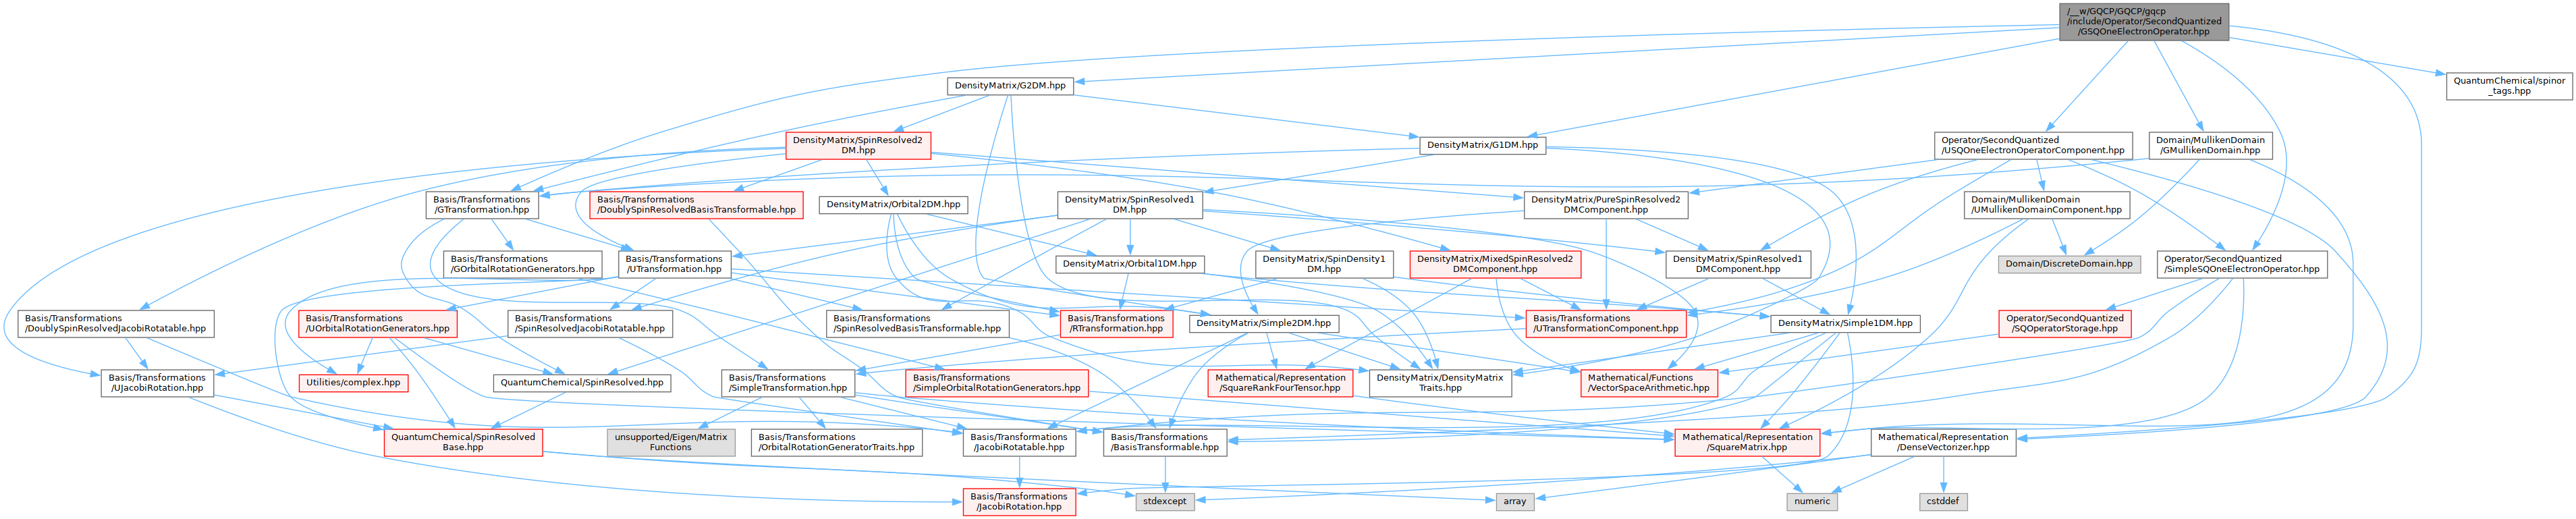 /__w/GQCP/GQCP/gqcp
/include/Operator/SecondQuantized
/GSQOneElectronOperator.hpp
DensityMatrix/G2DM.hpp
QuantumChemical/spinor
_tags.hpp
DensityMatrix/SpinResolved2
DM.hpp
DensityMatrix/G1DM.hpp
Operator/SecondQuantized
/USQOneElectronOperatorComponent.hpp
Domain/MullikenDomain
/GMullikenDomain.hpp
Basis/Transformations
/GTransformation.hpp
Basis/Transformations
/DoublySpinResolvedBasisTransformable.hpp
DensityMatrix/Orbital2DM.hpp
DensityMatrix/SpinResolved1
DM.hpp
DensityMatrix/PureSpinResolved2
DMComponent.hpp
Domain/MullikenDomain
/UMullikenDomainComponent.hpp
Basis/Transformations
/GOrbitalRotationGenerators.hpp
Basis/Transformations
/UTransformation.hpp
DensityMatrix/Orbital1DM.hpp
DensityMatrix/SpinDensity1
DM.hpp
DensityMatrix/MixedSpinResolved2
DMComponent.hpp
DensityMatrix/SpinResolved1
DMComponent.hpp
Domain/DiscreteDomain.hpp
Operator/SecondQuantized
/SimpleSQOneElectronOperator.hpp
Basis/Transformations
/DoublySpinResolvedJacobiRotatable.hpp
Basis/Transformations
/UOrbitalRotationGenerators.hpp
Basis/Transformations
/SpinResolvedJacobiRotatable.hpp
Basis/Transformations
/SpinResolvedBasisTransformable.hpp
Basis/Transformations
/RTransformation.hpp
DensityMatrix/Simple2DM.hpp
Basis/Transformations
/UTransformationComponent.hpp
DensityMatrix/Simple1DM.hpp
Operator/SecondQuantized
/SQOperatorStorage.hpp
Basis/Transformations
/UJacobiRotation.hpp
Utilities/complex.hpp
QuantumChemical/SpinResolved.hpp
Basis/Transformations
/SimpleTransformation.hpp
Basis/Transformations
/SimpleOrbitalRotationGenerators.hpp
Mathematical/Representation
/SquareRankFourTensor.hpp
DensityMatrix/DensityMatrix
Traits.hpp
Mathematical/Functions
/VectorSpaceArithmetic.hpp
QuantumChemical/SpinResolved
Base.hpp
unsupported/Eigen/Matrix
Functions
Basis/Transformations
/OrbitalRotationGeneratorTraits.hpp
Basis/Transformations
/JacobiRotatable.hpp
Basis/Transformations
/BasisTransformable.hpp
Mathematical/Representation
/SquareMatrix.hpp
Mathematical/Representation
/DenseVectorizer.hpp
Basis/Transformations
/JacobiRotation.hpp
stdexcept
array
numeric
cstddef